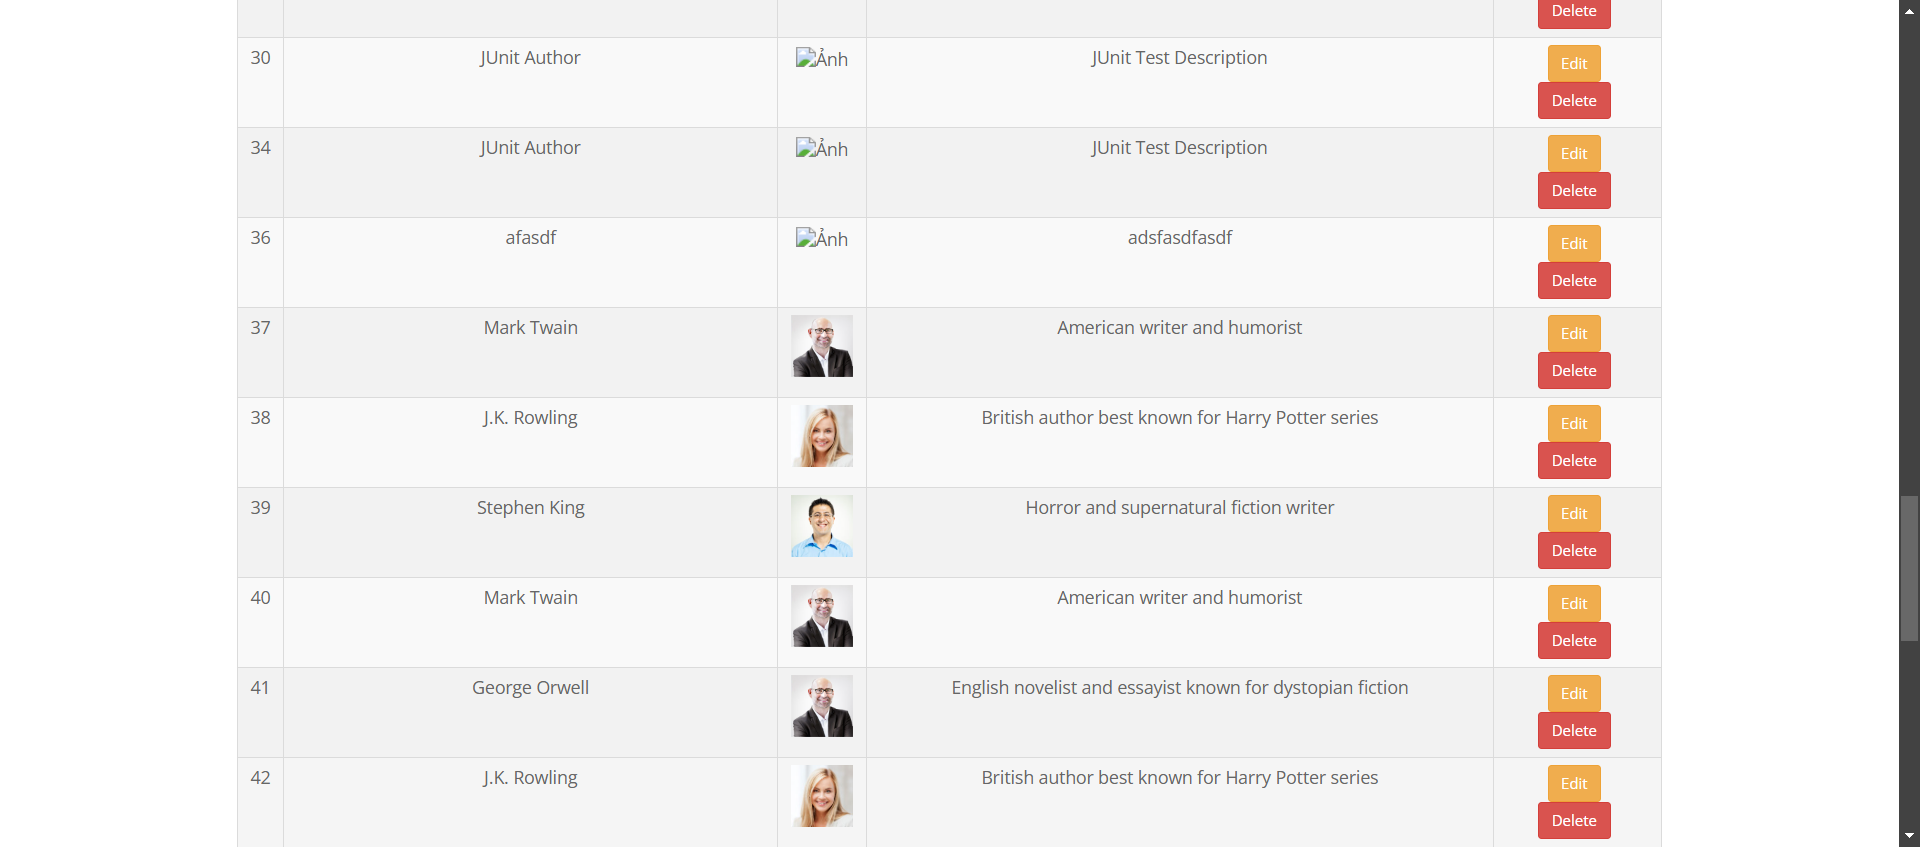 Delete
30 JUnit Author Ảnh JUnit Test Description Edit
Delete
34 JUnit Author Ảnh JUnit Test Description Edit
Delete
36 afasdf Ảnh adsfasdfasdf Edit
Delete
37 Mark Twain American writer and humorist Edit
Delete
38 J.K. Rowling British author best known for Harry Potter series Edit
Delete
39 Stephen King Horror and supernatural fiction writer Edit
Delete
40 Mark Twain American writer and humorist Edit
Delete
41 George Orwell English novelist and essayist known for dystopian fiction Edit
Delete
42 J.K. Rowling British author best known for Harry Potter series Edit
Delete